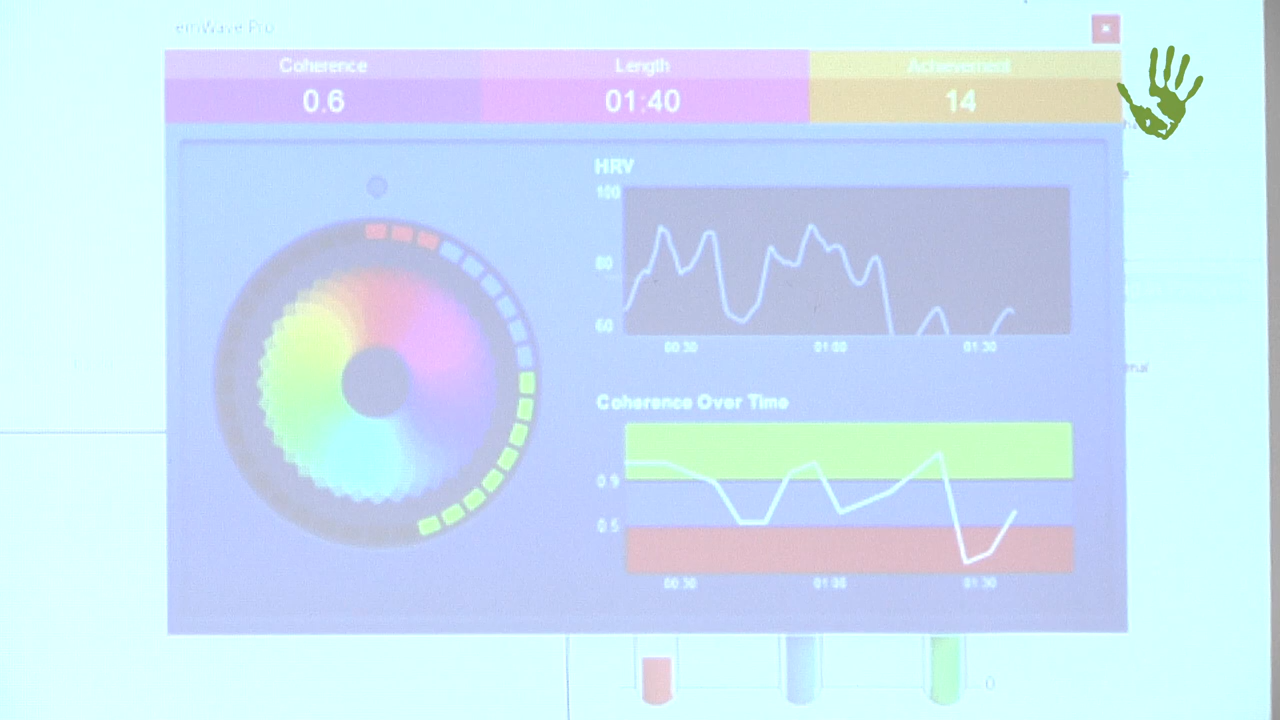 emWave Pro
Coherence Length Achievement
0.6 01:40 14
HRV
100
80
60
00:30 01:00 01:30
Coherence Over Time
0.9
0.5
00:30 01:00 01:30
0